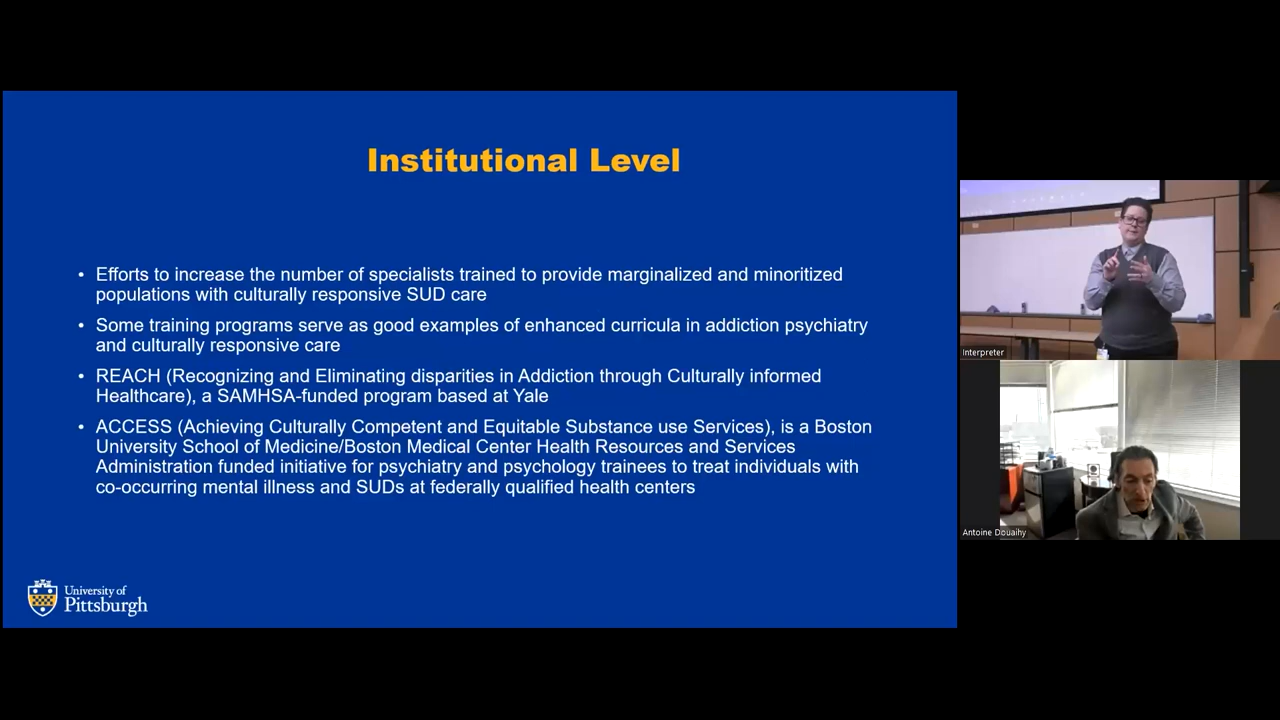 Institutional Level
• Efforts to increase the number of specialists trained to provide marginalized and minoritized
populations with culturally responsive SUD care
• Some training programs serve as good examples of enhanced curricula in addiction psychiatry
and culturally responsive care
• REACH (Recognizing and Eliminating disparities in Addiction through Culturally informed
Healthcare), a SAMHSA-funded program based at Yale
• ACCESS (Achieving Culturally Competent and Equitable Substance use Services), is a Boston
University School of Medicine/Boston Medical Center Health Resources and Services
Administration funded initiative for psychiatry and psychology trainees to treat individuals with
co-occurring mental illness and SUDs at federally qualified health centers
University of
Pittsburgh
Interpreter
Antoine Douaihy